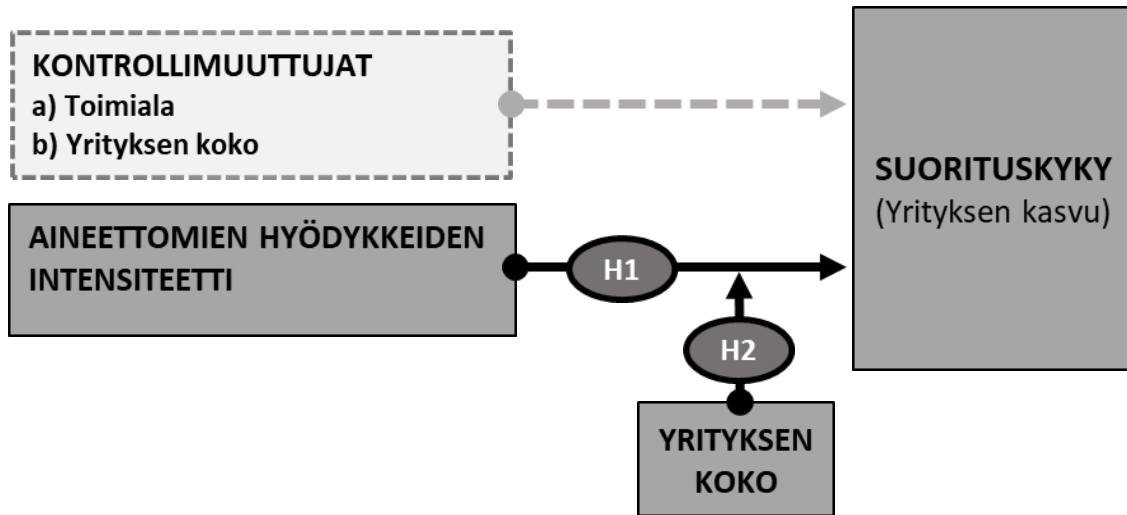 KONTROLLIMUUTTUJAT
a) Toimiala
b) Yrityksen koko
SUORITUSKYKY
(Yrityksen kasvu)
AINEETTOMIEN HYÖDYKKEIDEN
INTENSITEETTI
H1
H2
YRITYKSEN
KOKO